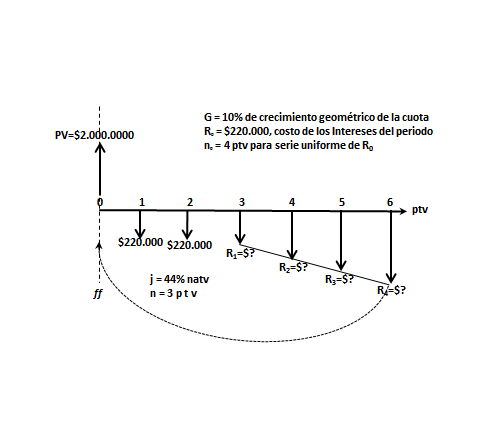 G = 10% de crecimiento geométrico de la cuota
PV=$2.000.0000
R₀ = $220.000, costo de los Intereses del periodo
n₀ = 4 ptv para serie uniforme de R₀
0 1 2 3 4 5 6 ptv
$220.000 $220.000
R₁=$?
R₂=$?
R₃=$?
R₄=$?
j = 44% natv
n = 3 p t v
ff